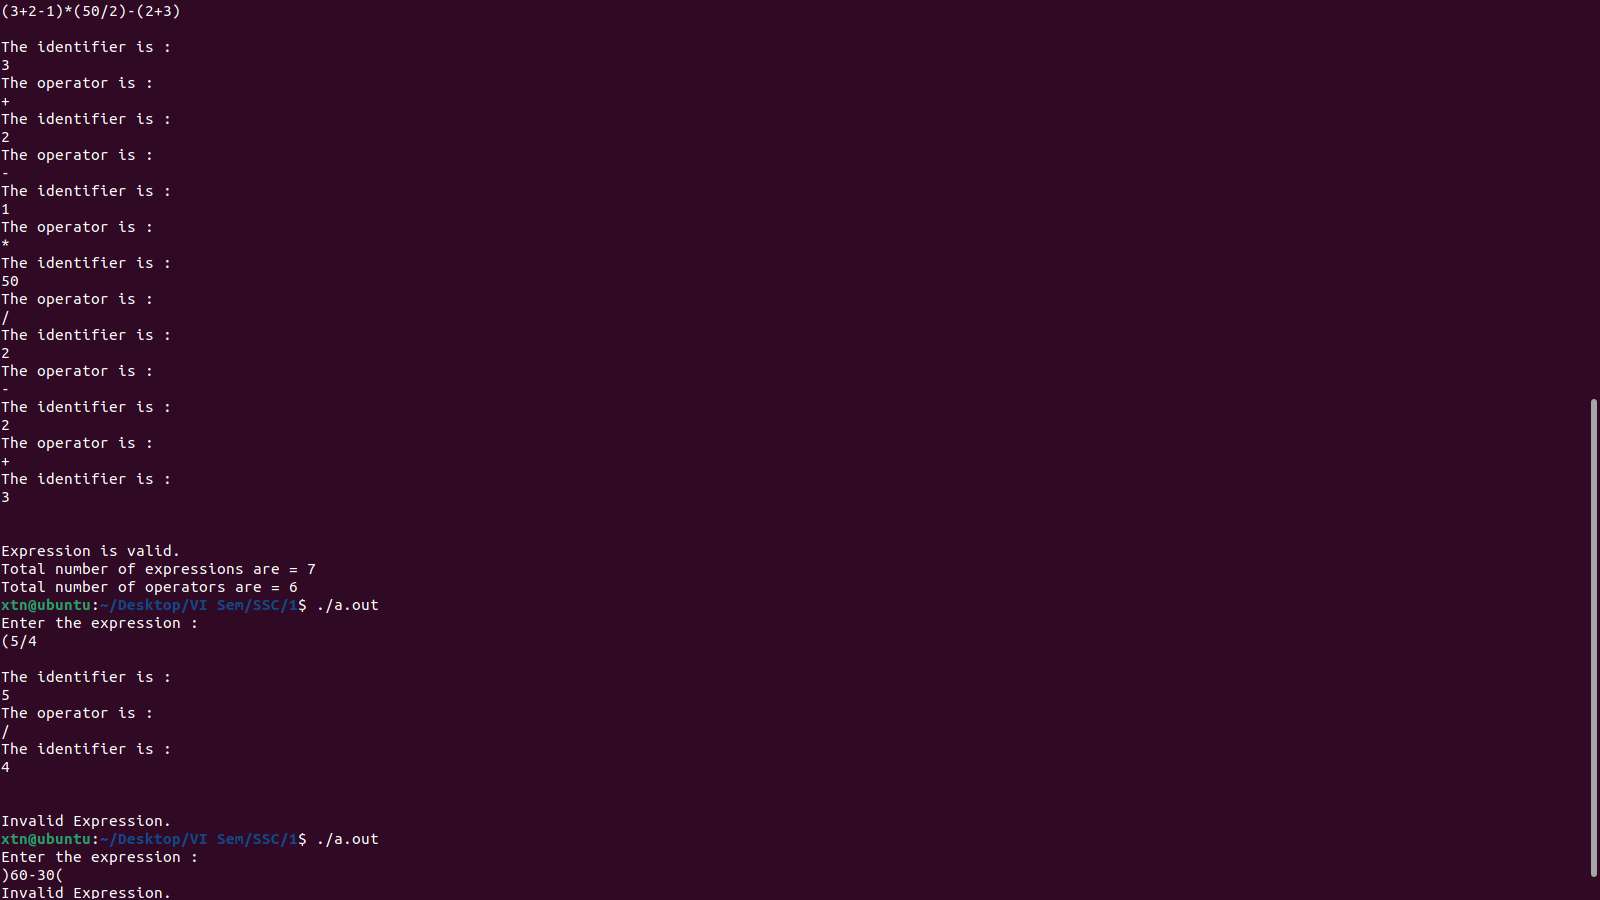 (3+2-1)*(50/2)-(2+3)
The identifier is :
3
The operator is :
+
The identifier is :
2
The operator is :
-
The identifier is :
1
The operator is :
*
The identifier is :
50
The operator is :
/
The identifier is :
2
The operator is :
-
The identifier is :
2
The operator is :
+
The identifier is :
3
Expression is valid.
Total number of expressions are = 7
Total number of operators are = 6
xtn@ubuntu:~/Desktop/VI Sem/SSC/1$ ./a.out
Enter the expression :
(5/4
The identifier is :
5
The operator is :
/
The identifier is :
4
Invalid Expression.
xtn@ubuntu:~/Desktop/VI Sem/SSC/1$ ./a.out
Enter the expression :
)60-30(
Invalid Expression.